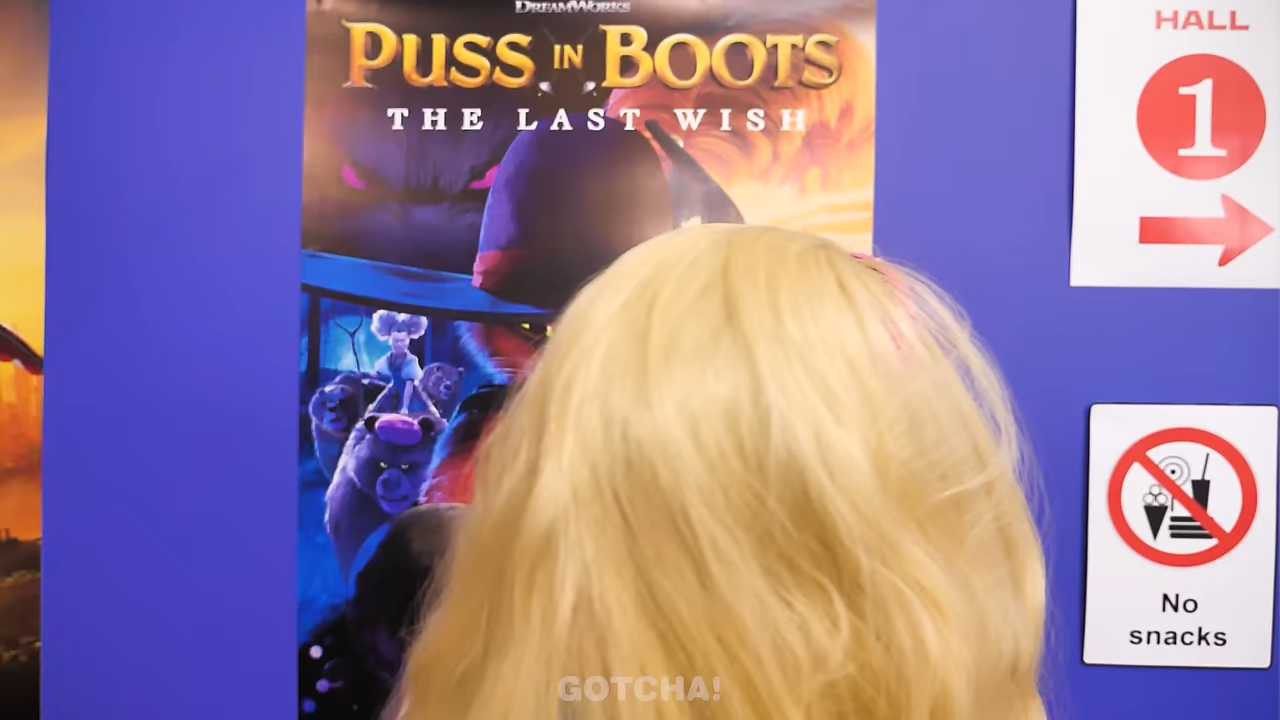 DREAMWORKS
PUSS IN BOOTS
THE LAST WISH
HALL
1
No
snacks
GOTCHA!